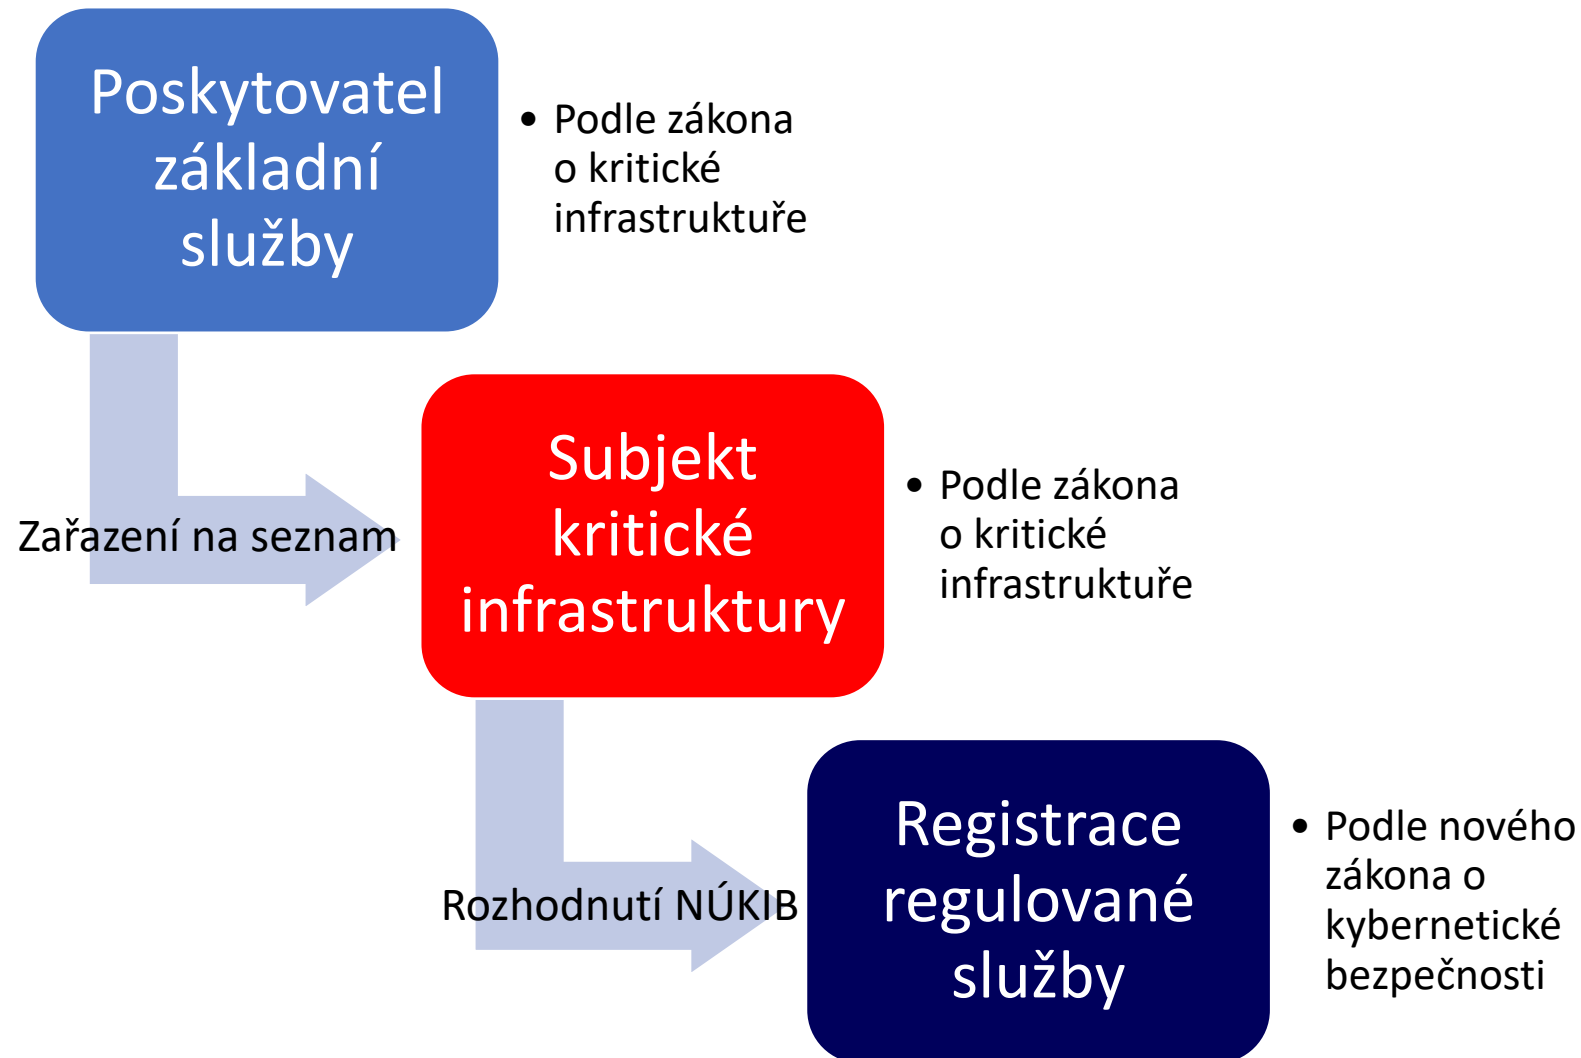 Poskytovatel
základní
služby
• Podle zákona
o kritické
infrastruktuře
Zařazení na seznam
Subjekt
kritické
infrastruktury
• Podle zákona
o kritické
infrastruktuře
Rozhodnutí NÚKIB
Registrace
regulované
služby
• Podle nového
zákona o
kybernetické
bezpečnosti